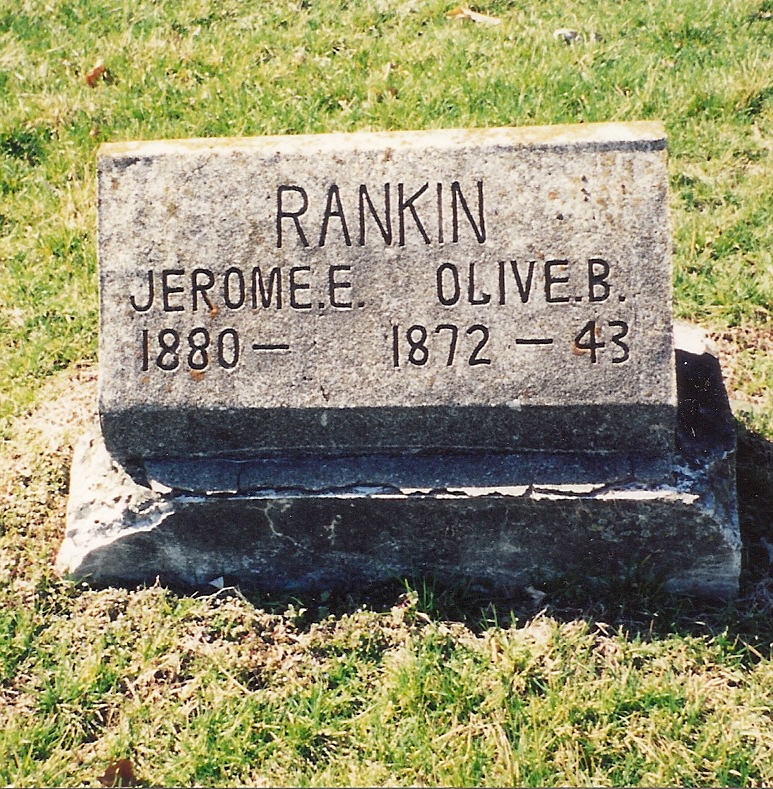 RANKIN
JEROME.E. OLIVE.B.
1880 – 1872 – 43